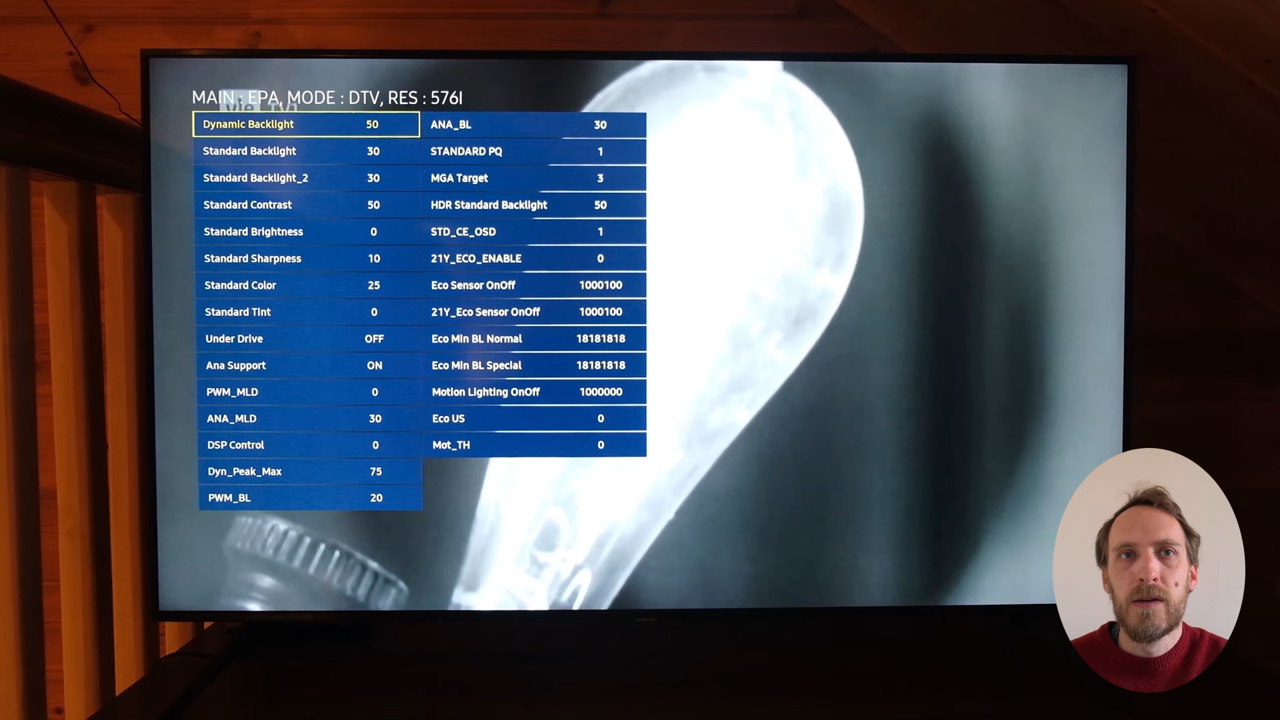 MAIN : EPA, MODE : DTV, RES : 576I
Dynamic Backlight 50
Standard Backlight 30
Standard Backlight_2 30
Standard Contrast 50
Standard Brightness 0
Standard Sharpness 10
Standard Color 25
Standard Tint 0
Under Drive OFF
Ana Support ON
PWM_MLD 0
ANA_MLD 30
DSP Control 0
Dyn_Peak_Max 75
PWM_BL 20
ANA_BL 30
STANDARD PQ 1
MGA Target 3
HDR Standard Backlight 50
STD_CE_OSD 1
21Y_ECO_ENABLE 0
Eco Sensor OnOff 1000100
21Y_Eco Sensor OnOff 1000100
Eco Min BL Normal 18181818
Eco Min BL Special 18181818
Motion Lighting OnOff 1000000
Eco US 0
Mot_TH 0